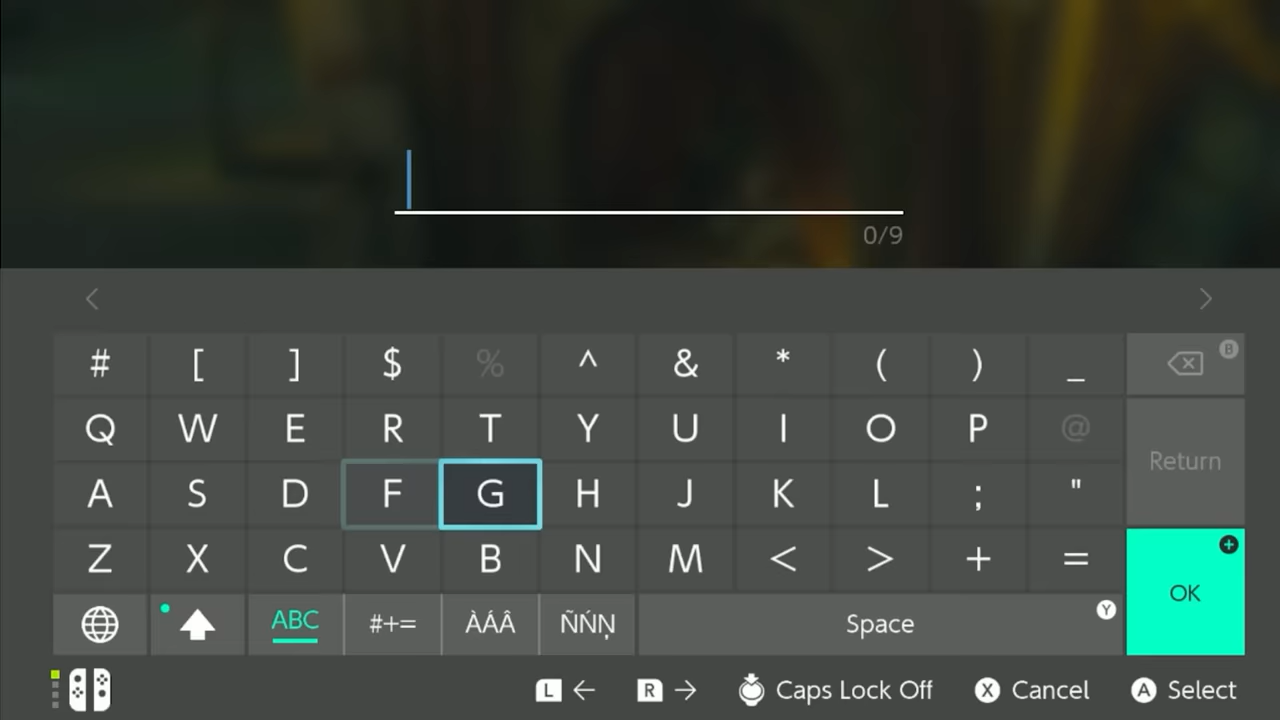 0/9
# [ ] $ % ^ & * ( ) _ B
Q W E R T Y U I O P @ Return
A S D F G H J K L ; "
Z X C V B N M < > + = + OK
ABC #+= ÀÁÂ ÑŃŅ Space Y
L ← R → Caps Lock Off X Cancel A Select